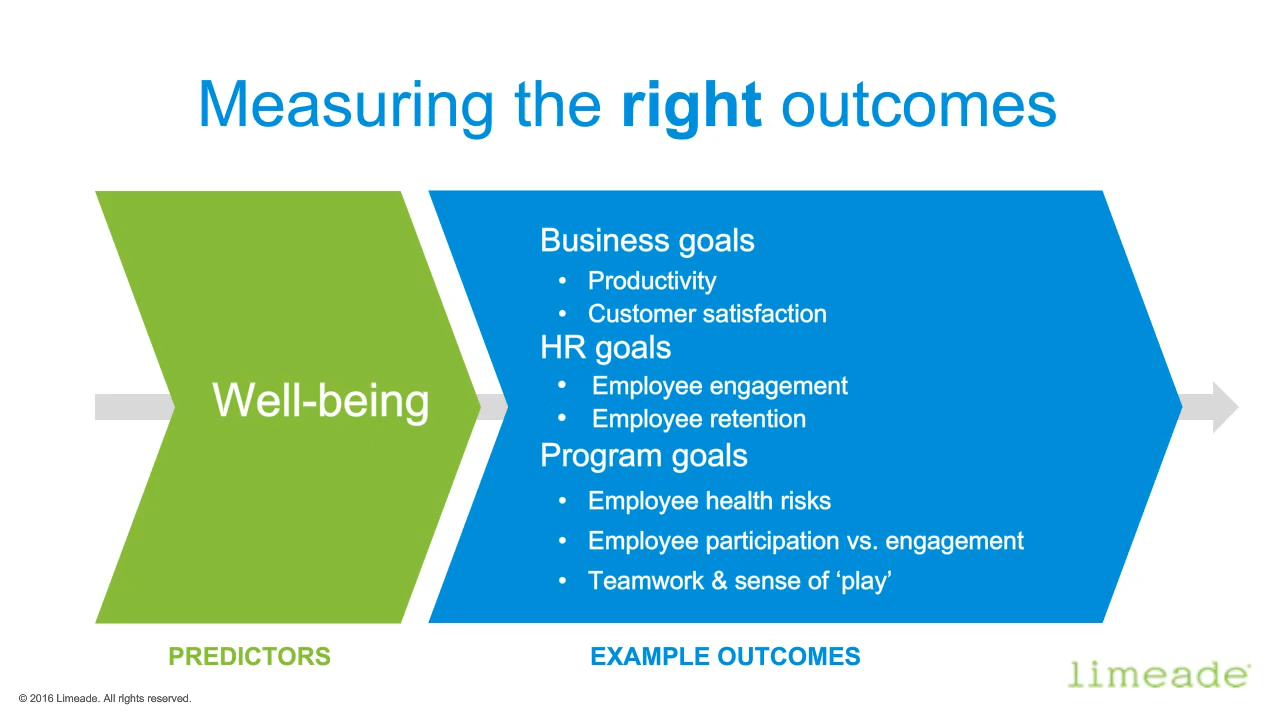 Measuring the right outcomes
Well-being
Business goals
• Productivity
• Customer satisfaction
HR goals
• Employee engagement
• Employee retention
Program goals
• Employee health risks
• Employee participation vs. engagement
• Teamwork & sense of ‘play’
PREDICTORS
EXAMPLE OUTCOMES
limeade
© 2016 Limeade. All rights reserved.